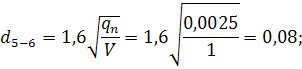 d₅₋₆ = 1,6√(qₙ/V) = 1,6√(0,0025/1) = 0,08;